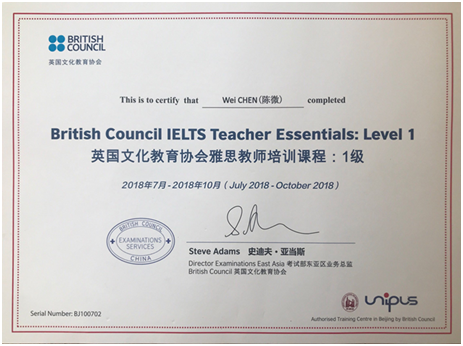 BRITISH
COUNCIL
英国文化教育协会
This is to certify that Wei CHEN(陈微) completed
British Council IELTS Teacher Essentials: Level 1
英国文化教育协会雅思教师培训课程：1级
2018年7月 - 2018年10月（July 2018 - October 2018）
BRITISH COUNCIL
EXAMINATIONS
SERVICES
CHINA
Steve Adams 史迪夫·亚当斯
Director Examinations East Asia 考试部东亚区业务总监
British Council 英国文化教育协会
unipus
Serial Number: BJ100702
Authorised Training Centre in Beijing by British Council